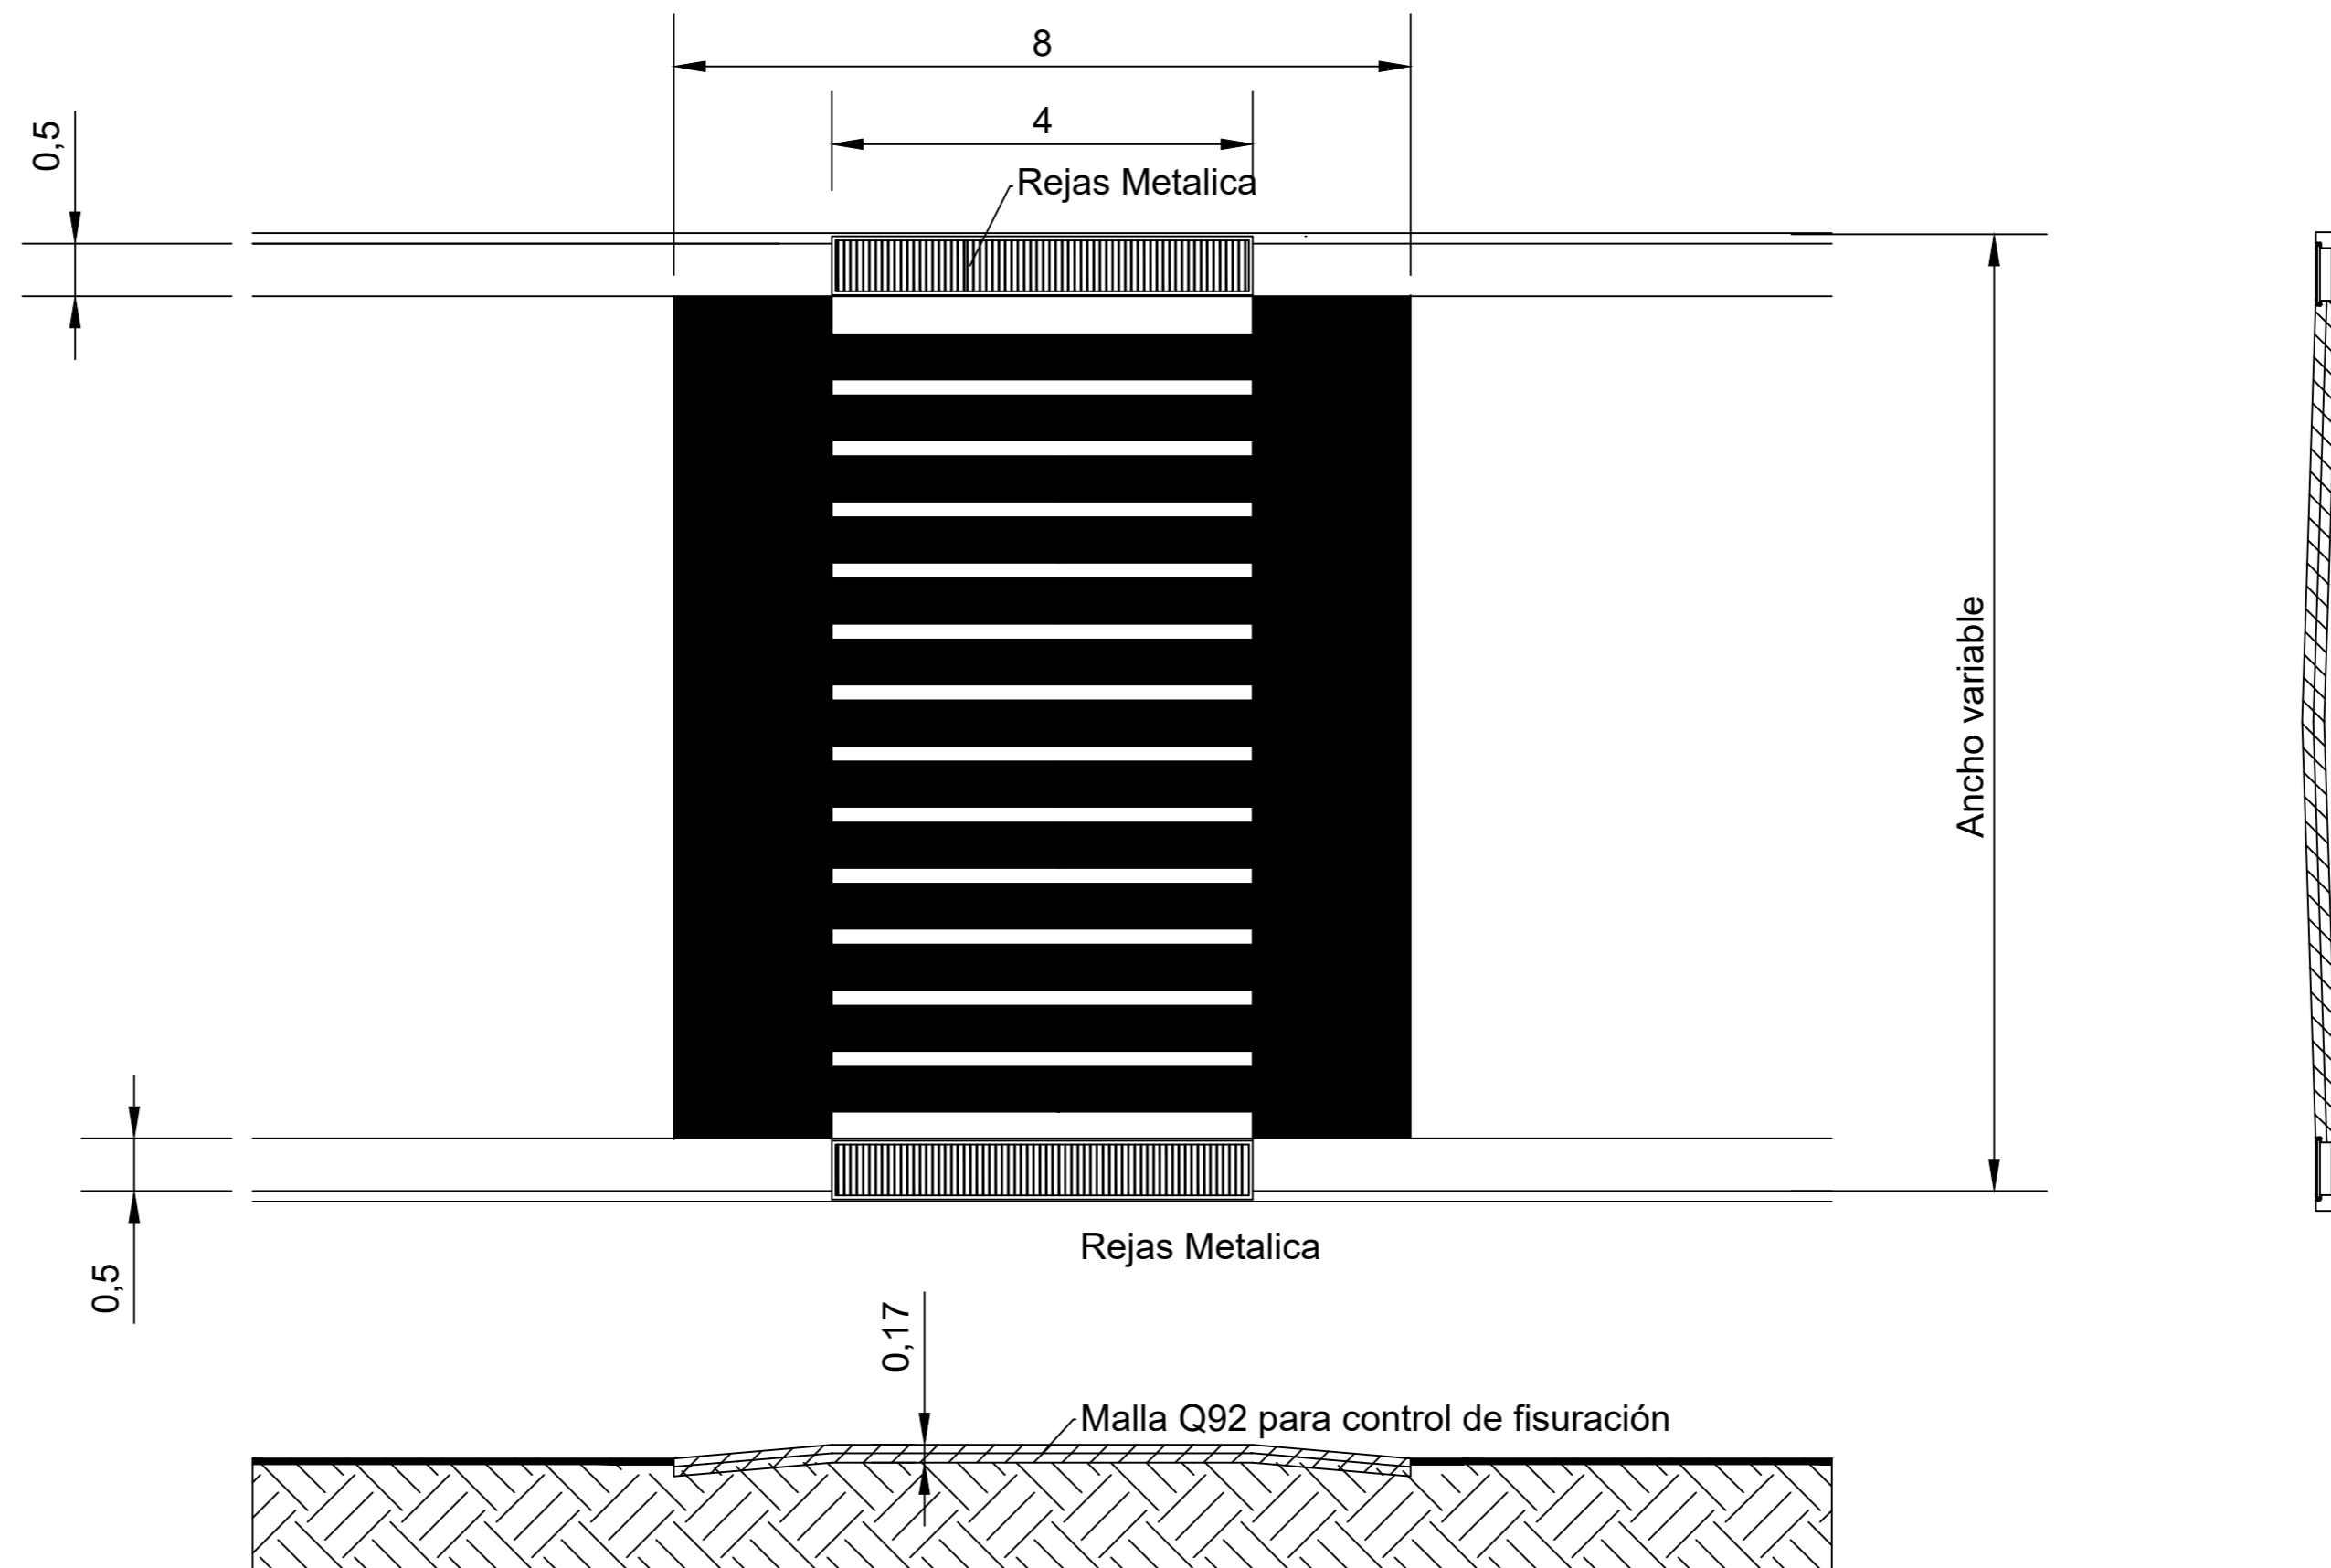 8
4
0,5
Rejas Metalica
Ancho variable
Rejas Metalica
0,5
0,17
Malla Q92 para control de fisuración